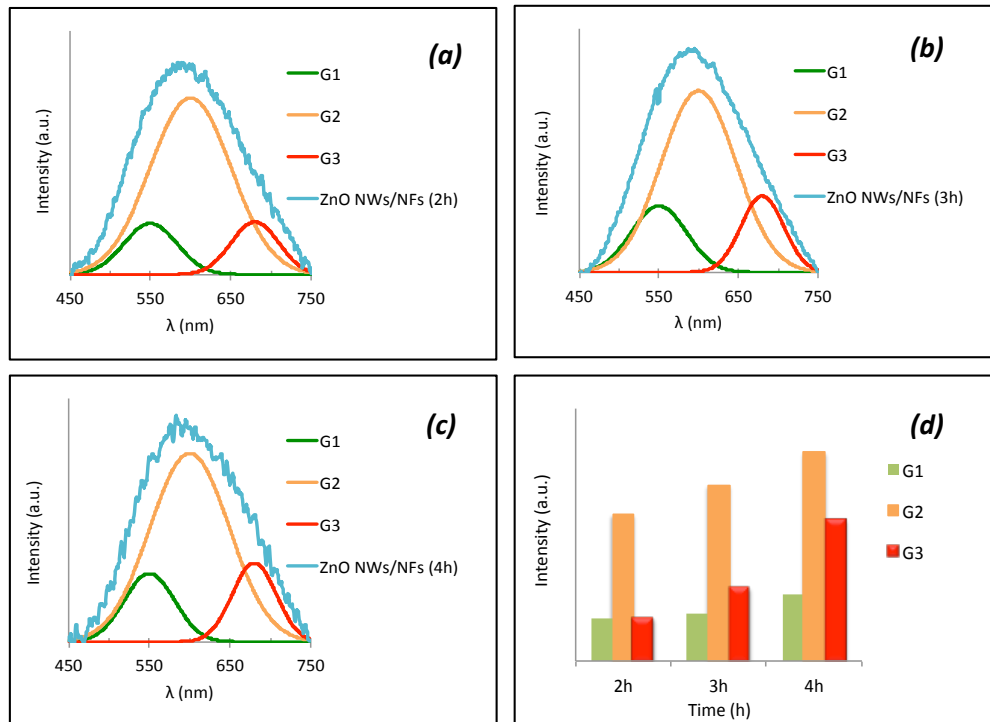 (a)
Intensity (a.u.)
G1
G2
G3
ZnO NWs/NFs (2h)
450 550 650 750
λ (nm)
(b)
Intensity (a.u.)
G1
G2
G3
ZnO NWs/NFs (3h)
450 550 650 750
λ (nm)
(c)
Intensity (a.u.)
G1
G2
G3
ZnO NWs/NFs (4h)
450 550 650 750
λ (nm)
(d)
Intensity (a.u.)
G1
G2
G3
2h 3h 4h
Time (h)